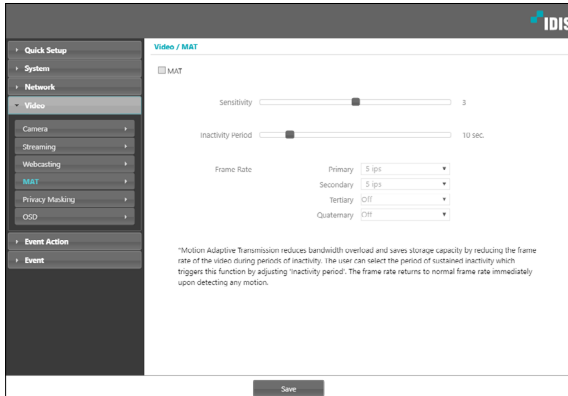 IDIS
Quick Setup
System
Network
Video
Camera
Streaming
Webcasting
MAT
Privacy Masking
OSD
Event Action
Event
Video / MAT
MAT
Sensitivity 3
Inactivity Period 10 sec.
Frame Rate Primary 5 ips
Secondary 5 ips
Tertiary Off
Quaternary Off
*Motion Adaptive Transmission reduces bandwidth overload and saves storage capacity by reducing the frame
rate of the video during periods of inactivity. The user can select the period of sustained inactivity which
triggers this function by adjusting 'inactivity period'. The frame rate returns to normal frame rate immediately
upon detecting any motion.
Save